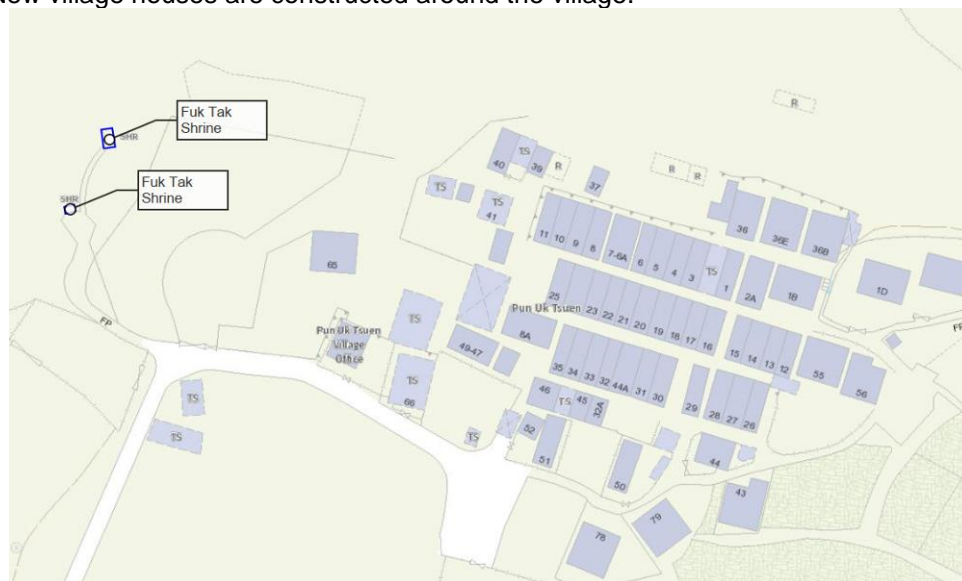 New village houses are constructed around the village.
Fuk Tak
Shrine
SHR
Fuk Tak
Shrine
SHR
R
R
R
R
40
TS
39
37
TS
TS
41
36
36E
36B
11
10
9
8
7-6A
6
5
4
3
TS
1
2A
1B
1D
65
25
23
22
21
20
19
18
17
16
15
14
13
12
55
56
Pun Uk Tsuen
FP
FP
Pun Uk Tsuen
Village
Office
TS
8A
49-47
35
34
33
32
44A
31
30
29
28
27
26
TS
66
46
TS
45
32A
TS
TS
TS
52
51
50
44
43
79
78